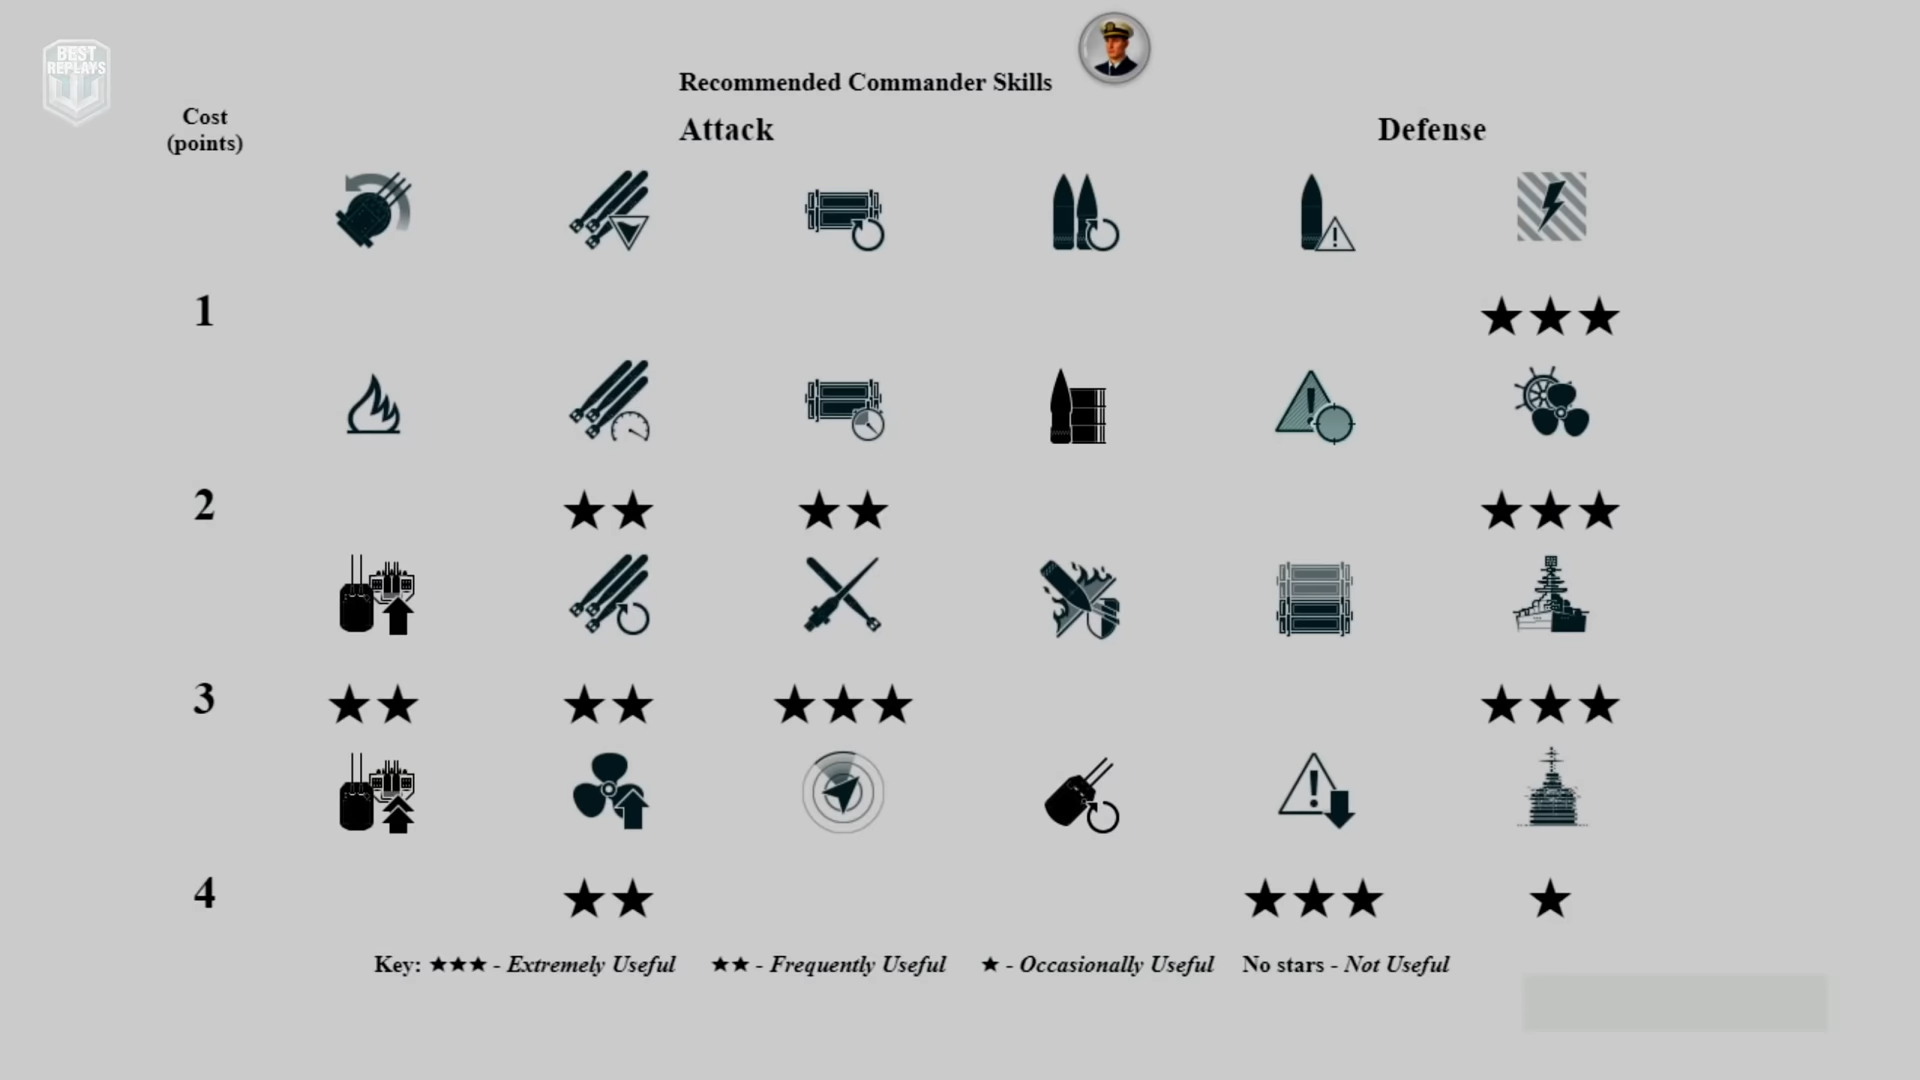 BEST
REPLAYS
Recommended Commander Skills
Cost
(points)
Attack
Defense
1
★★★
2
★★ ★★ ★★★
3
★★ ★★ ★★★ ★★★
4
★★ ★★★ ★
Key: ★★★ - Extremely Useful ★★ - Frequently Useful ★ - Occasionally Useful No stars - Not Useful